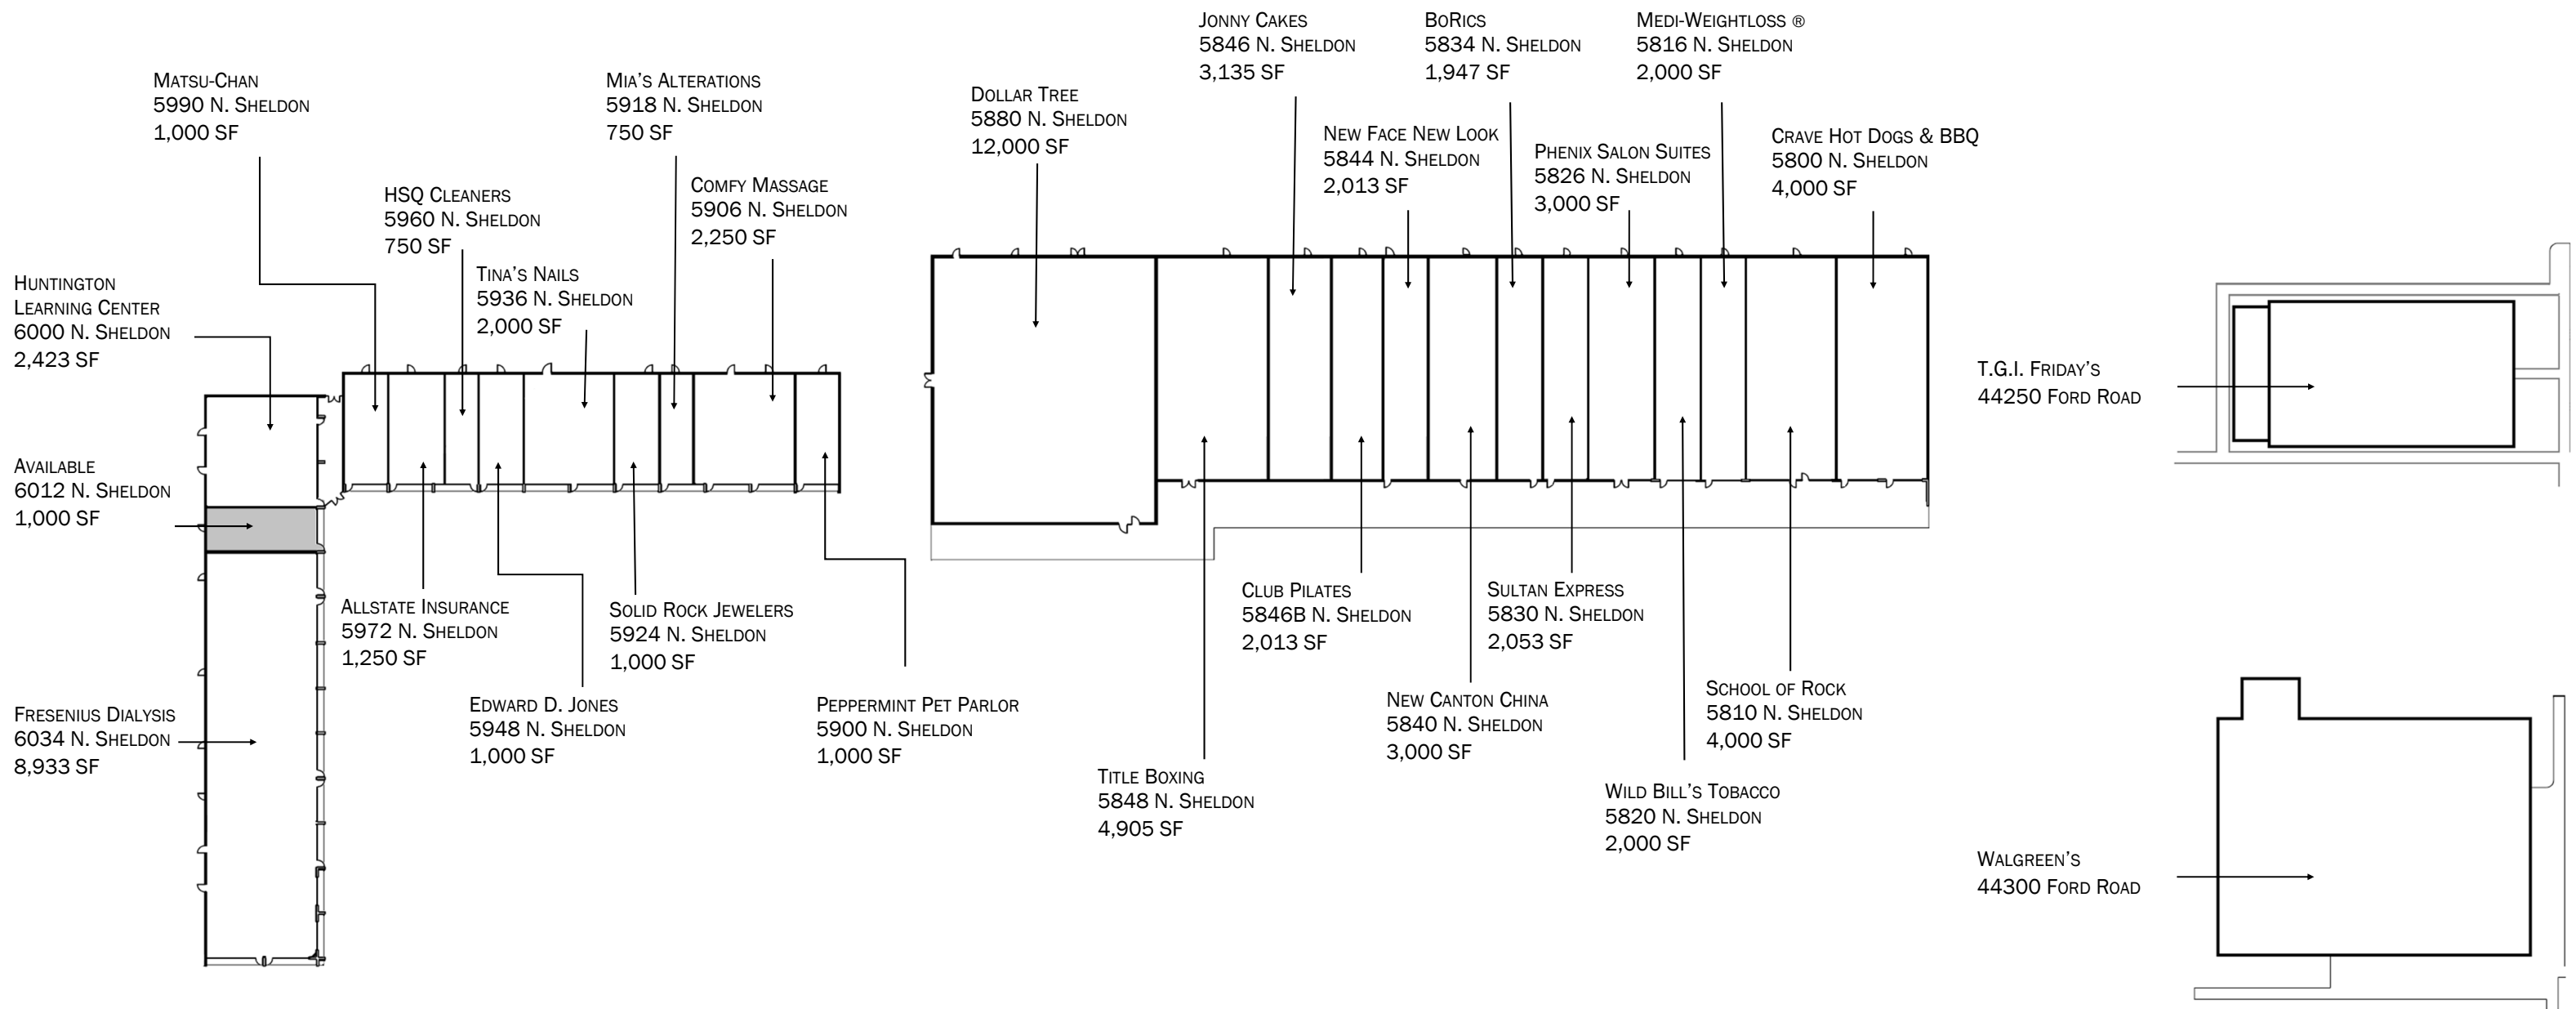 Matsu-Chan
5990 N. Sheldon
1,000 SF
Mia's Alterations
5918 N. Sheldon
750 SF
HSQ Cleaners
5960 N. Sheldon
750 SF
Comfy Massage
5906 N. Sheldon
2,250 SF
Tina's Nails
5936 N. Sheldon
2,000 SF
Huntington
Learning Center
6000 N. Sheldon
2,423 SF
Available
6012 N. Sheldon
1,000 SF
Fresenius Dialysis
6034 N. Sheldon
8,933 SF
Allstate Insurance
5972 N. Sheldon
1,250 SF
Edward D. Jones
5948 N. Sheldon
1,000 SF
Solid Rock Jewelers
5924 N. Sheldon
1,000 SF
Peppermint Pet Parlor
5900 N. Sheldon
1,000 SF
Dollar Tree
5880 N. Sheldon
12,000 SF
Jonny Cakes
5846 N. Sheldon
3,135 SF
BoRics
5834 N. Sheldon
1,947 SF
Medi-Weightloss ®
5816 N. Sheldon
2,000 SF
New Face New Look
5844 N. Sheldon
2,013 SF
Phenix Salon Suites
5826 N. Sheldon
3,000 SF
Crave Hot Dogs & BBQ
5800 N. Sheldon
4,000 SF
Title Boxing
5848 N. Sheldon
4,905 SF
Club Pilates
5846B N. Sheldon
2,013 SF
New Canton China
5840 N. Sheldon
3,000 SF
Sultan Express
5830 N. Sheldon
2,053 SF
Wild Bill's Tobacco
5820 N. Sheldon
2,000 SF
School of Rock
5810 N. Sheldon
4,000 SF
T.G.I. Friday's
44250 Ford Road
Walgreen's
44300 Ford Road